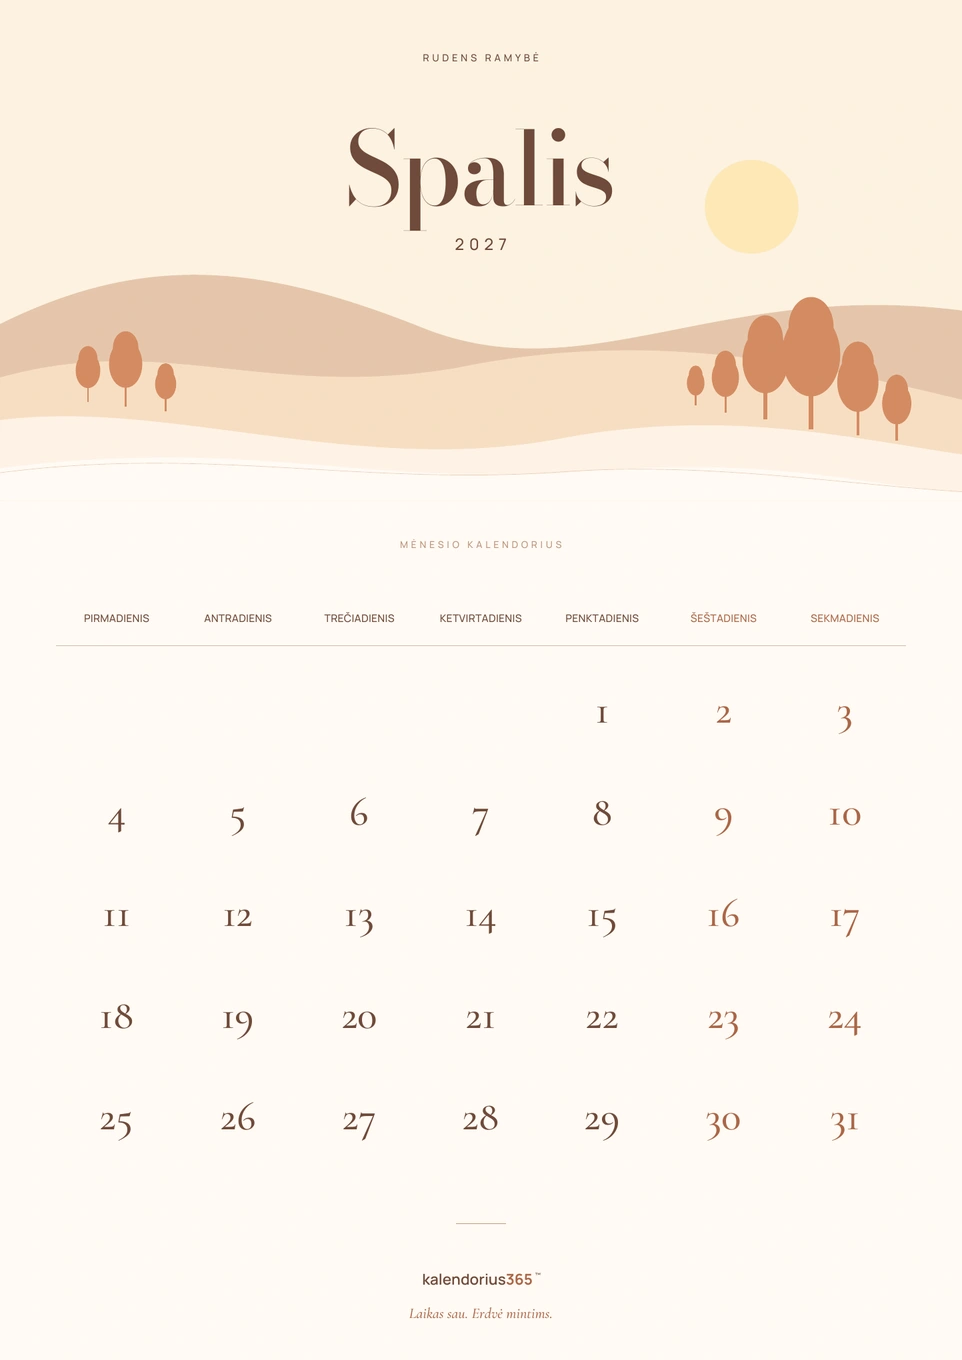 RUDENS RAMYBĖ
Spalis
2027
MĖNESIO KALENDORIUS
PIRMADIENIS ANTRADIENIS TREČIADIENIS KETVIRTADIENIS PENKTADIENIS ŠEŠTADIENIS SEKMADIENIS
1 2 3
4 5 6 7 8 9 10
11 12 13 14 15 16 17
18 19 20 21 22 23 24
25 26 27 28 29 30 31
kalendorius365™
Laikas sau. Erdvė mintims.